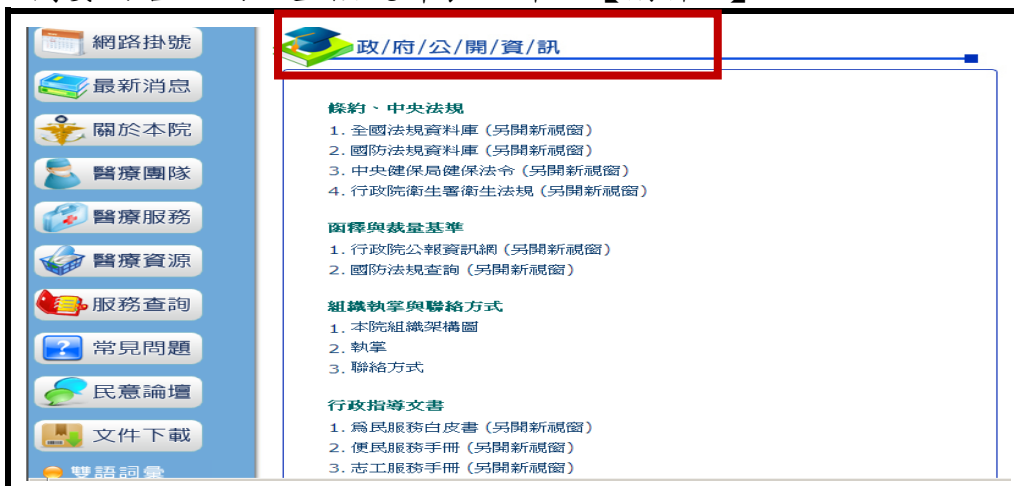 網路掛號
最新消息
關於本院
醫療團隊
醫療服務
醫療資源
服務查詢
常見問題
民意論壇
文件下載
雙語詞彙
政/府/公/開/資/訊
條約、中央法規
1. 全國法規資料庫 (另開新視窗)
2. 國防法規資料庫 (另開新視窗)
3. 中央健保局健保法令 (另開新視窗)
4. 行政院衛生署衛生法規 (另開新視窗)
函釋與裁量基準
1. 行政院公報資訊網 (另開新視窗)
2. 國防法規查詢 (另開新視窗)
組織執掌與聯絡方式
1. 本院組織架構圖
2. 執掌
3. 聯絡方式
行政指導文書
1. 為民服務白皮書 (另開新視窗)
2. 便民服務手冊 (另開新視窗)
3. 志工服務手冊 (另開新視窗)